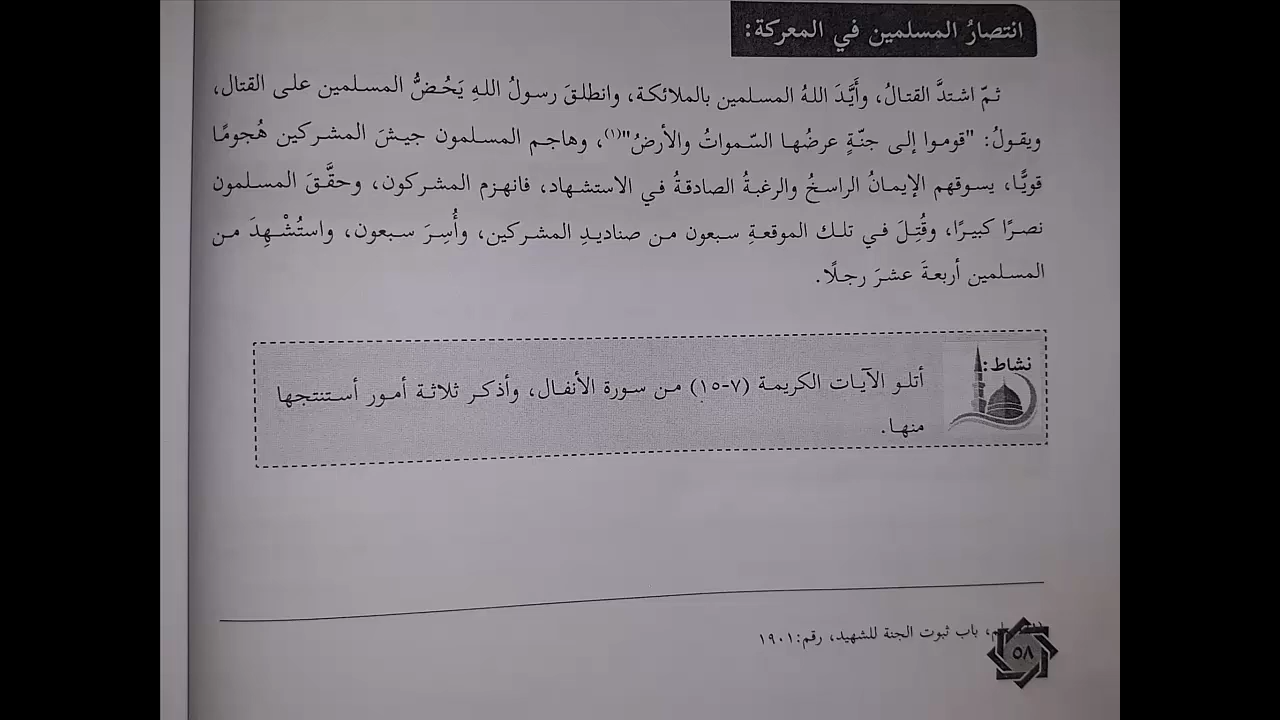 انتصارُ المسلمين في المعركة:
ثمّ اشتدَّ القتالُ، وأَيَّدَ اللهُ المسلمين بالملائكة، وانطلقَ رسولُ اللهِ يَحُضُّ المسلمين على القتال،
ويقولُ: "قوموا إلى جنّةٍ عرضُها السّمواتُ والأرضُ"(١)، وهاجم المسلمون جيشَ المشركين هُجومًا
قويًّا، يسوقهم الإيمانُ الراسخُ والرغبةُ الصادقةُ في الاستشهاد، فانهزم المشركون، وحقَّقَ المسلمون
نصرًا كبيرًا، وقُتِلَ في تلك الموقعةِ سبعون من صناديدِ المشركين، وأُسِرَ سبعون، واستُشْهِدَ من
المسلمين أربعةَ عشرَ رجلًا.
نشاط:
أتلو الآيات الكريمة (٧-١٥) من سورة الأنفال، وأذكر ثلاثة أمور أستنتجها
منها.
باب ثبوت الجنة للشهيد، رقم:١٩٠١
٥٨